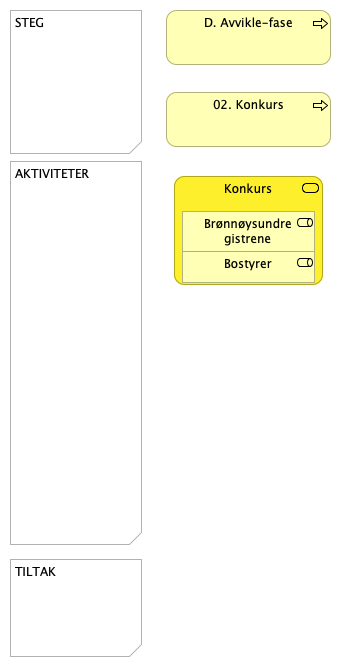 STEG
D. Avvikle-fase
02. Konkurs
AKTIVITETER
Konkurs
Brønnøysundre
gistrene
Bostyrer
TILTAK